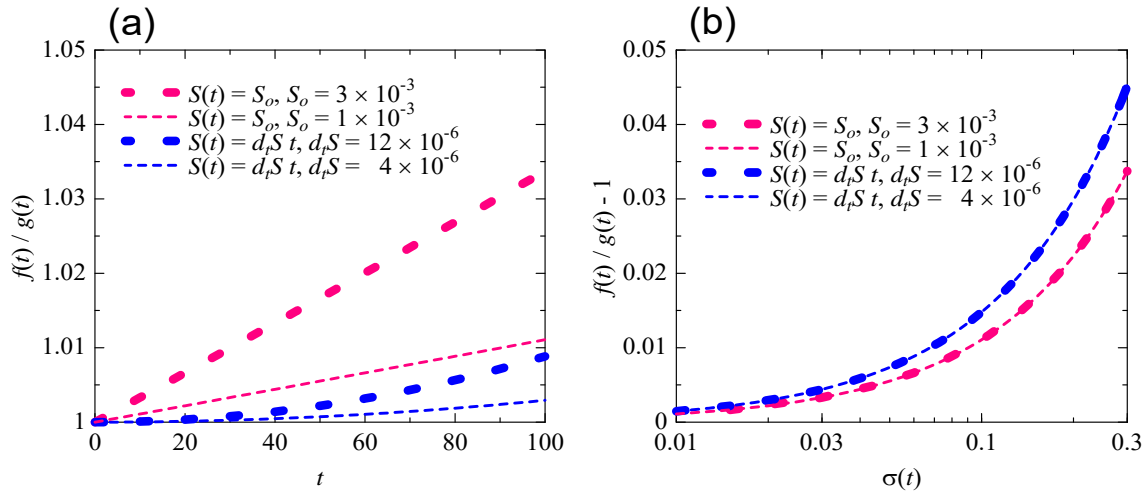 (a)
1.05
1.04
1.03
1.02
1.01
1
f(t) / g(t)
S(t) = Sₒ, Sₒ = 3 × 10⁻³
S(t) = Sₒ, Sₒ = 1 × 10⁻³
S(t) = dₜS t, dₜS = 12 × 10⁻⁶
S(t) = dₜS t, dₜS = 4 × 10⁻⁶
0 20 40 60 80 100
t
(b)
0.05
0.04
0.03
0.02
0.01
0
f(t) / g(t) - 1
S(t) = Sₒ, Sₒ = 3 × 10⁻³
S(t) = Sₒ, Sₒ = 1 × 10⁻³
S(t) = dₜS t, dₜS = 12 × 10⁻⁶
S(t) = dₜS t, dₜS = 4 × 10⁻⁶
0.01 0.03 0.1 0.3
σ(t)